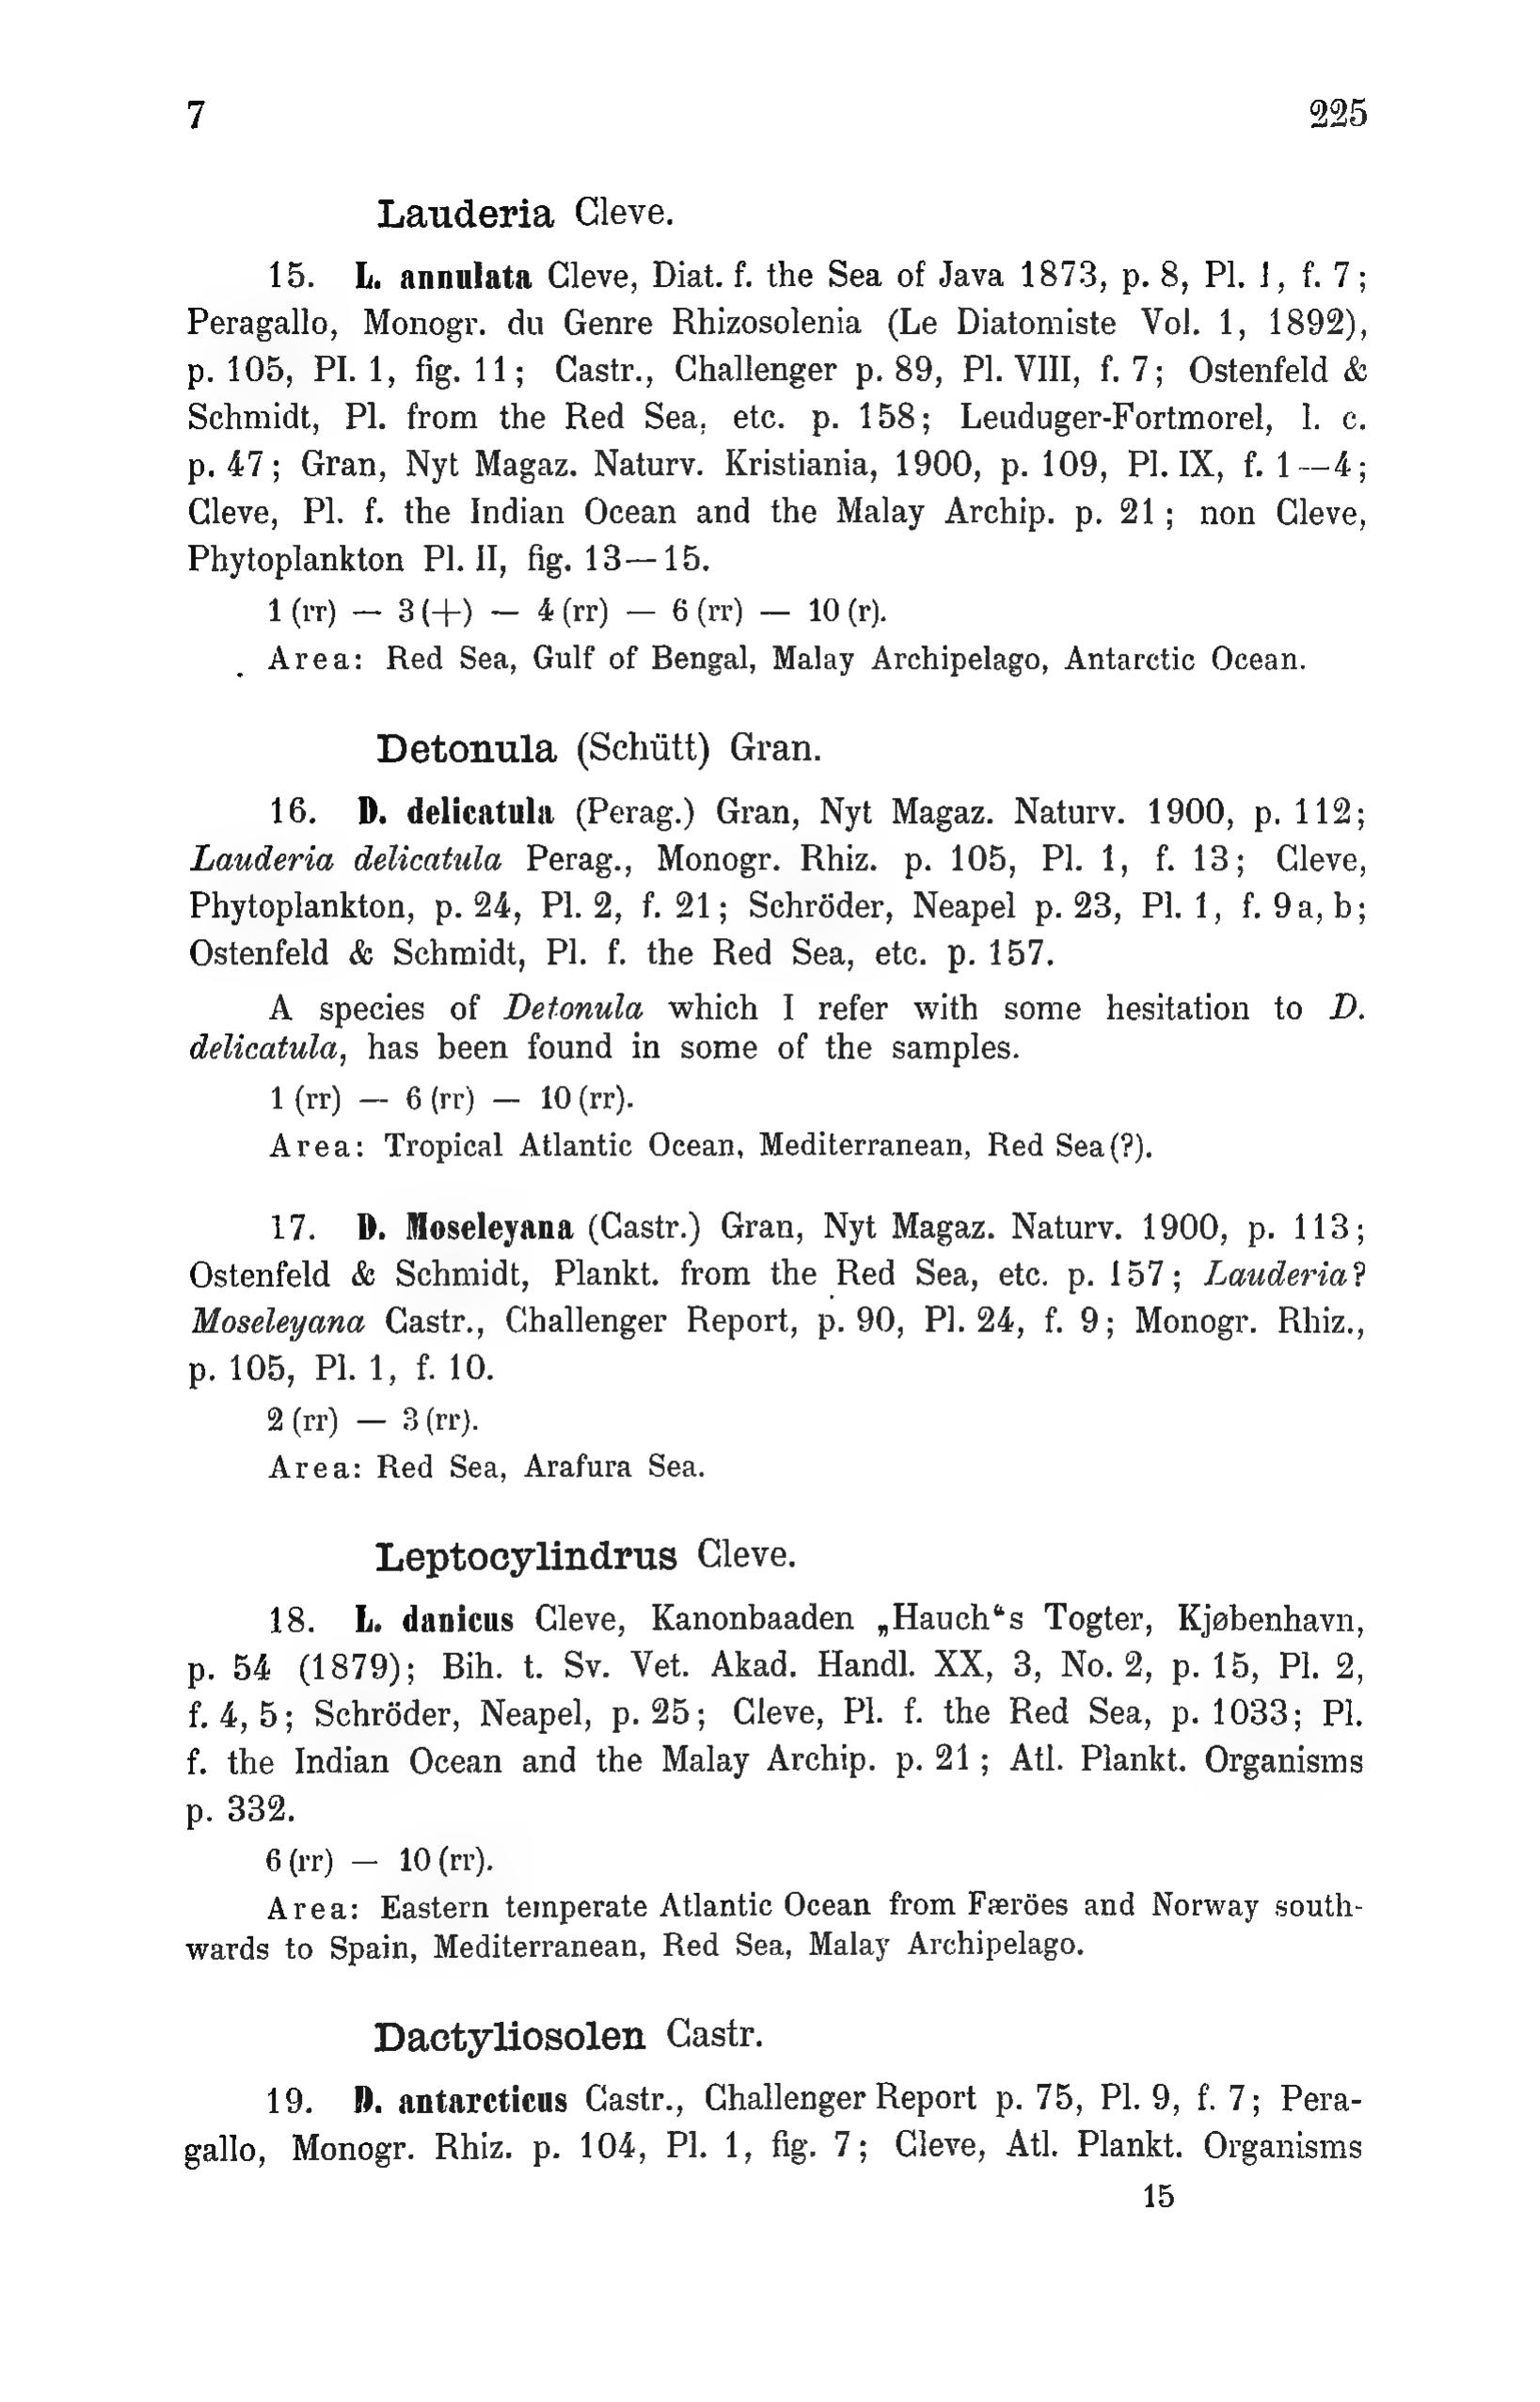 7 225
Lauderia Cleve.
15. L. annulata Cleve, Diat. f. the Sea of Java 1873, p. 8, Pl. 1, f. 7;
Peragallo, Monogr. du Genre Rhizosolenia (Le Diatomiste Vol. 1, 1892),
p. 105, Pl. 1, fig. 11; Castr., Challenger p. 89, Pl. VIII, f. 7; Ostenfeld &
Schmidt, Pl. from the Red Sea, etc. p. 158; Leuduger-Fortmorel, l. c.
p. 47; Gran, Nyt Magaz. Naturv. Kristiania, 1900, p. 109, Pl. IX, f. 1—4;
Cleve, Pl. f. the Indian Ocean and the Malay Archip. p. 21; non Cleve,
Phytoplankton Pl. II, fig. 13—15.
1 (rr) — 3 (+) — 4 (rr) — 6 (rr) — 10 (r).
Area: Red Sea, Gulf of Bengal, Malay Archipelago, Antarctic Ocean.
Detonula (Schütt) Gran.
16. D. delicatula (Perag.) Gran, Nyt Magaz. Naturv. 1900, p. 112;
Lauderia delicatula Perag., Monogr. Rhiz. p. 105, Pl. 1, f. 13; Cleve,
Phytoplankton, p. 24, Pl. 2, f. 21; Schröder, Neapel p. 23, Pl. 1, f. 9a, b;
Ostenfeld & Schmidt, Pl. f. the Red Sea, etc. p. 157.
A species of Detonula which I refer with some hesitation to D.
delicatula, has been found in some of the samples.
1 (rr) — 6 (rr) — 10 (rr).
Area: Tropical Atlantic Ocean, Mediterranean, Red Sea (?).
17. D. Moseleyana (Castr.) Gran, Nyt Magaz. Naturv. 1900, p. 113;
Ostenfeld & Schmidt, Plankt. from the Red Sea, etc. p. 157; Lauderia?
Moseleyana Castr., Challenger Report, p. 90, Pl. 24, f. 9; Monogr. Rhiz.,
p. 105, Pl. 1, f. 10.
2 (rr) — 3 (rr).
Area: Red Sea, Arafura Sea.
Leptocylindrus Cleve.
18. L. danicus Cleve, Kanonbaaden „Hauch“s Togter, Kjøbenhavn,
p. 54 (1879); Bih. t. Sv. Vet. Akad. Handl. XX, 3, No. 2, p. 15, Pl. 2,
f. 4, 5; Schröder, Neapel, p. 25; Cleve, Pl. f. the Red Sea, p. 1033; Pl.
f. the Indian Ocean and the Malay Archip. p. 21; Atl. Plankt. Organisms
p. 332.
6 (rr) — 10 (rr).
Area: Eastern temperate Atlantic Ocean from Færöes and Norway south-
wards to Spain, Mediterranean, Red Sea, Malay Archipelago.
Dactyliosolen Castr.
19. D. antarcticus Castr., Challenger Report p. 75, Pl. 9, f. 7; Pera-
gallo, Monogr. Rhiz. p. 104, Pl. 1, fig. 7; Cleve, Atl. Plankt. Organisms
15